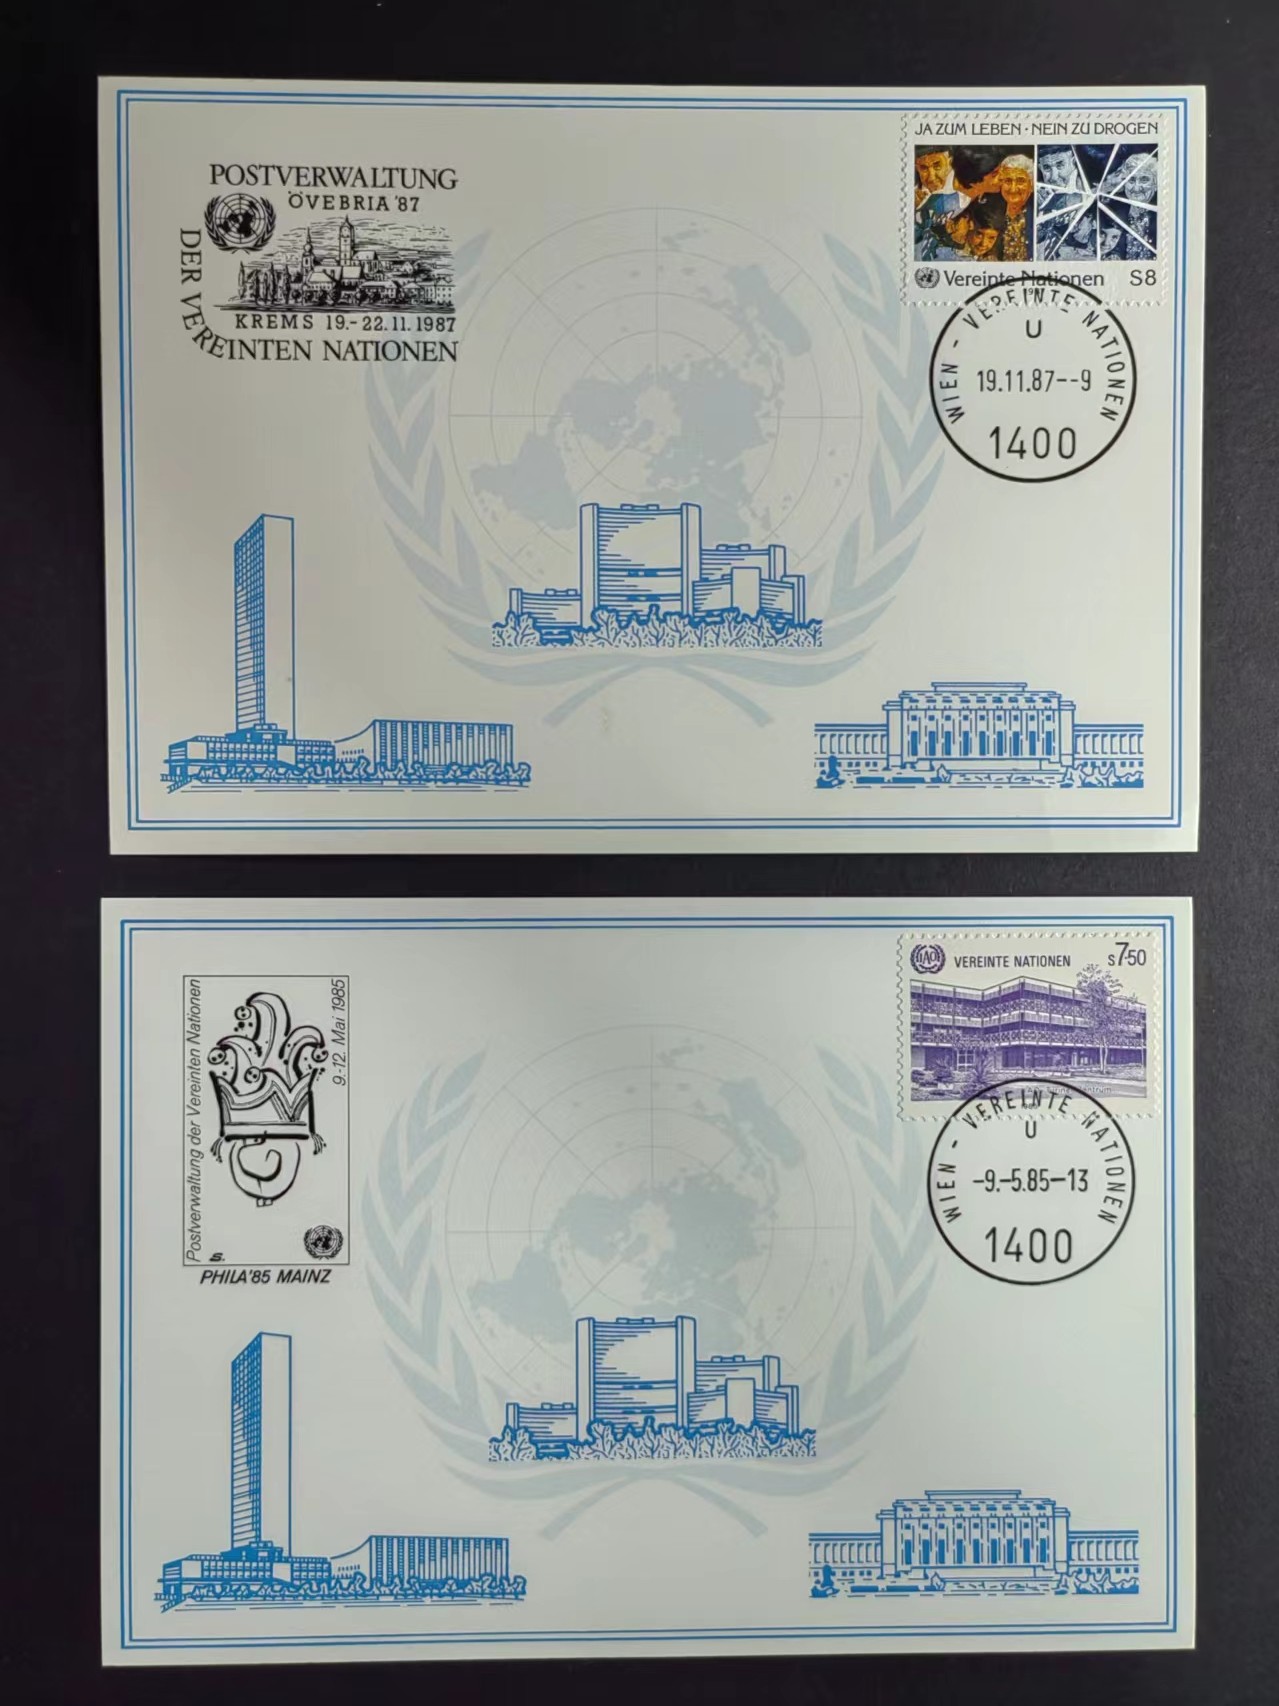 POSTVERWALTUNG
ÖVEBRIA '87
KREMS 19.-22.11.1987
DER VEREINTEN NATIONEN
JA ZUM LEBEN · NEIN ZU DROGEN
Vereinte Nationen S8
WIEN - VEREINTE NATIONEN
U
19.11.87--9
1400
Postverwaltung der Vereinten Nationen
9.-12. Mai 1985
S.
PHILA'85 MAINZ
VEREINTE NATIONEN s7·50
WIEN - VEREINTE NATIONEN
U
-9.-5.85-13
1400